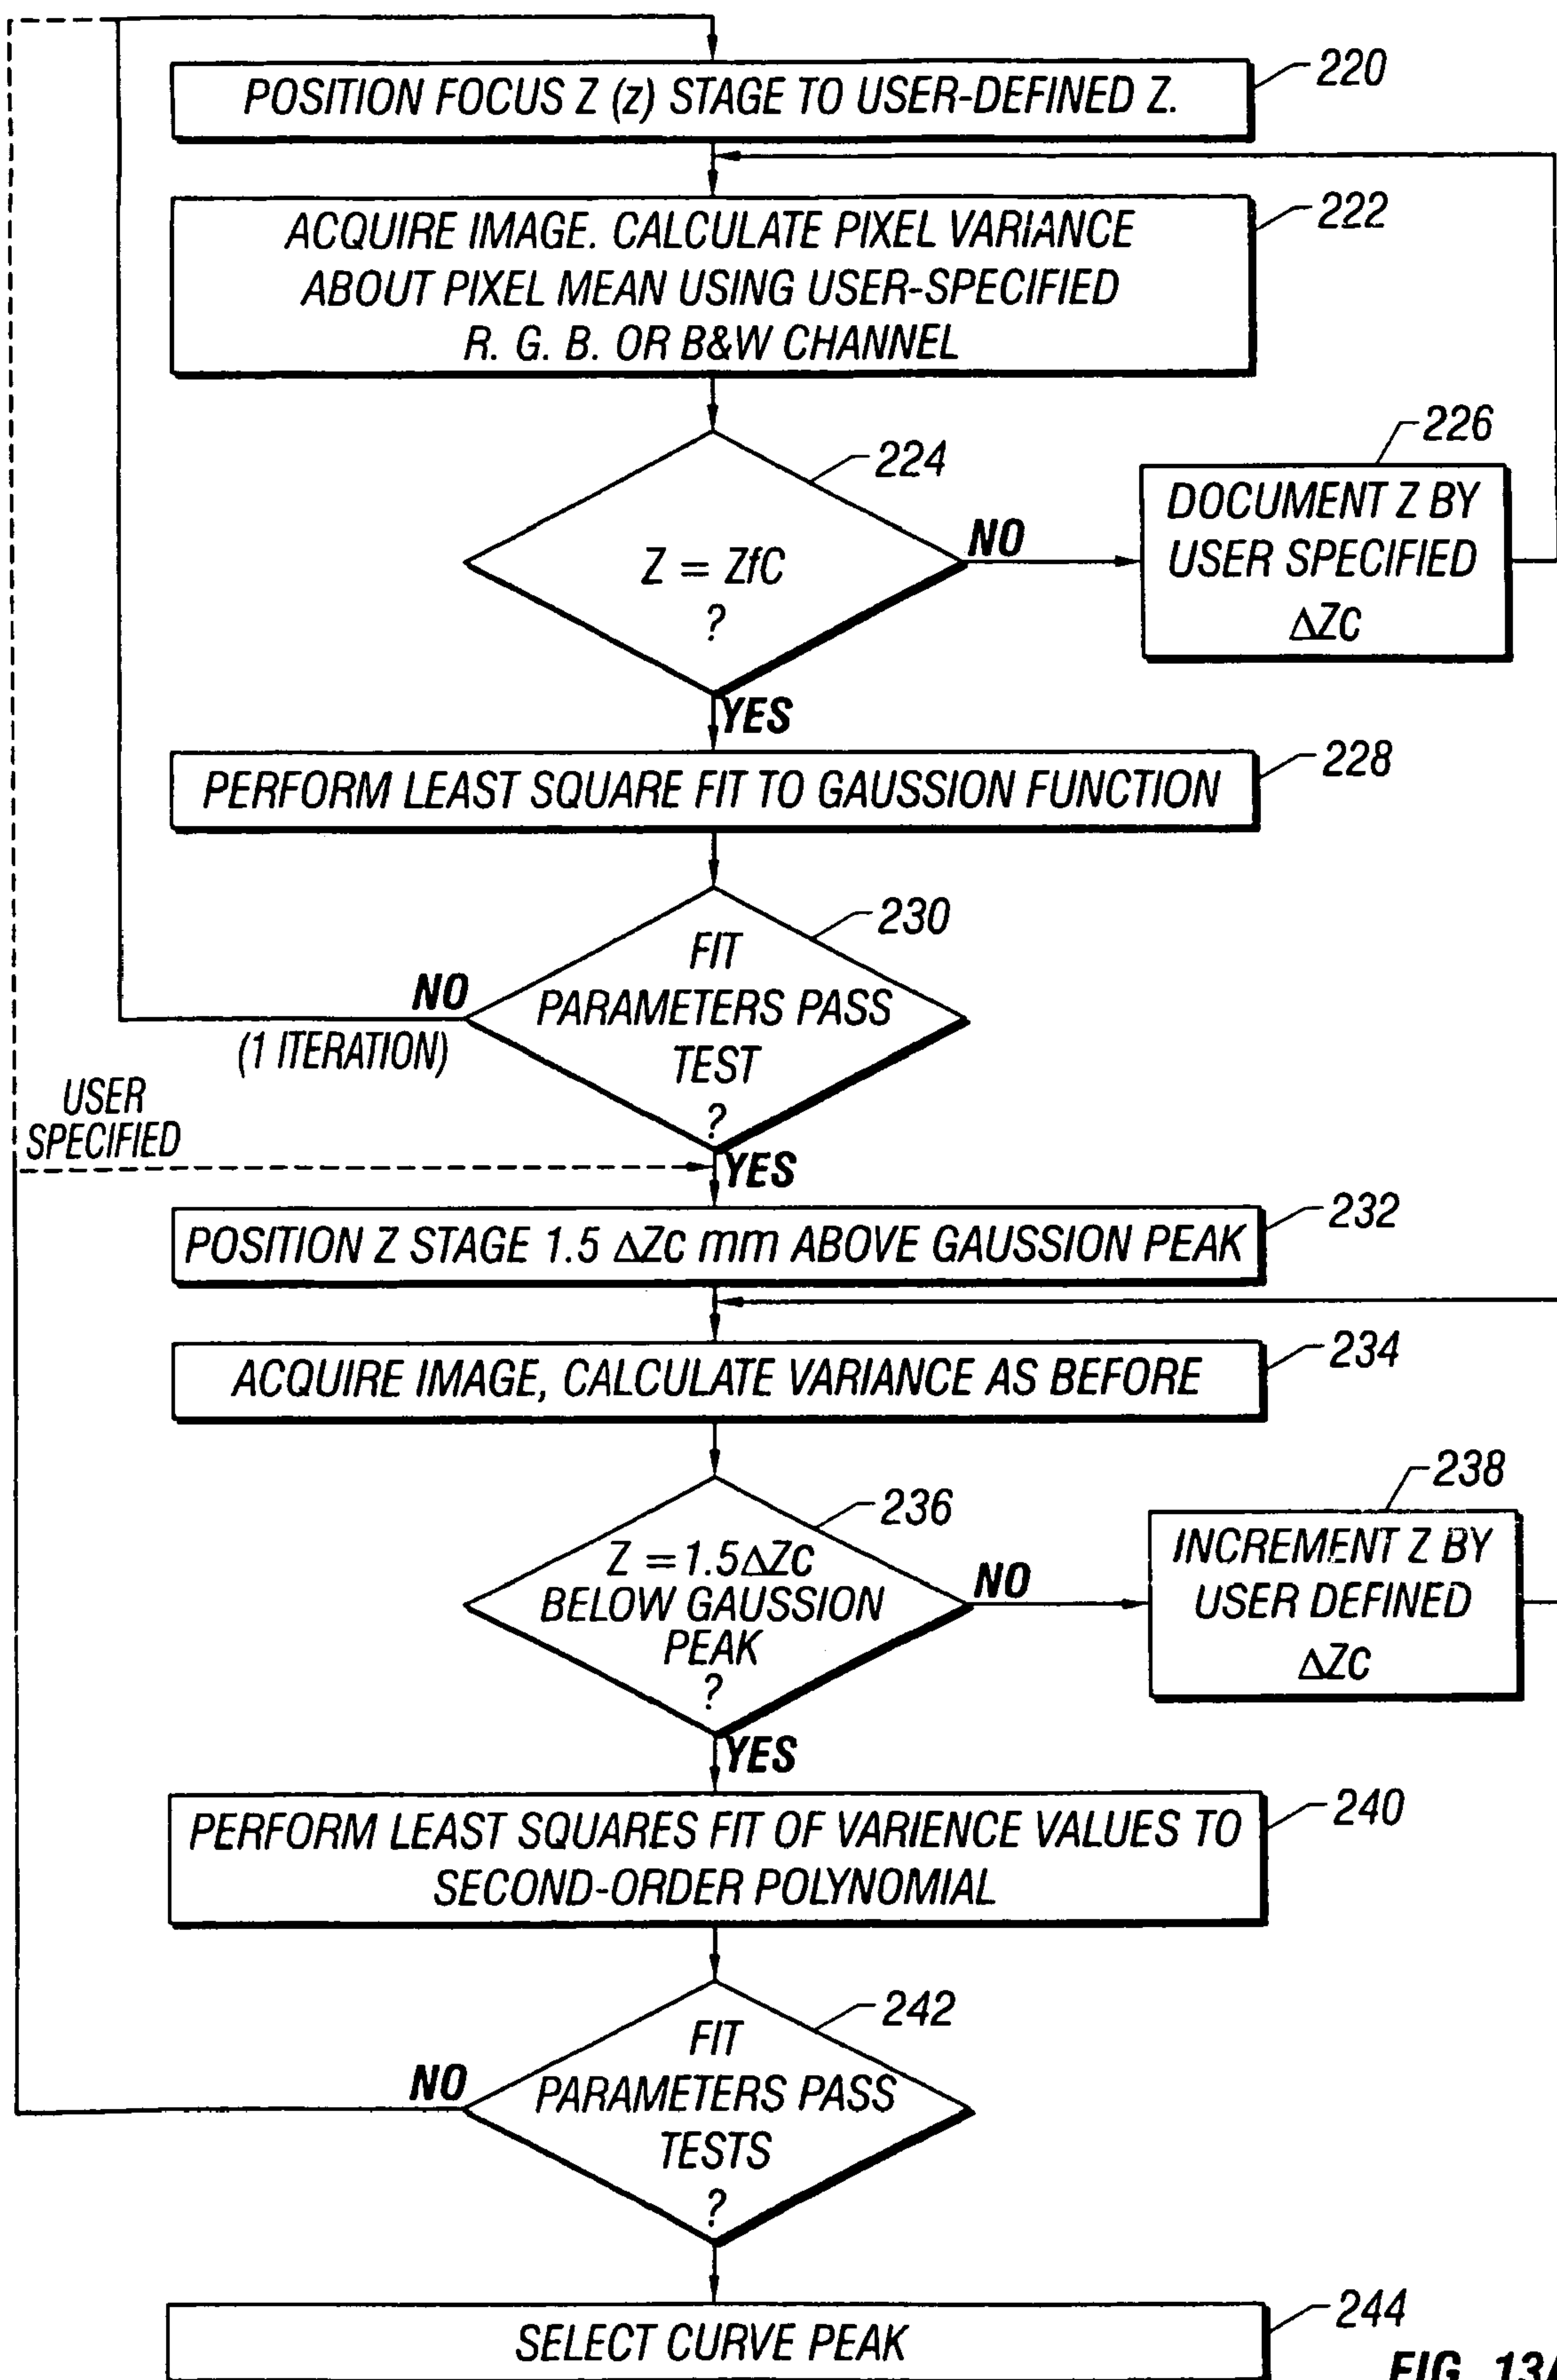 220
POSITION FOCUS Z (z) STAGE TO USER-DEFINED Z.
222
ACQUIRE IMAGE. CALCULATE PIXEL VARIANCE
ABOUT PIXEL MEAN USING USER-SPECIFIED
R. G. B. OR B&W CHANNEL
224
Z = ZfC
?
NO
226
DOCUMENT Z BY
USER SPECIFIED
ΔZC
YES
228
PERFORM LEAST SQUARE FIT TO GAUSSION FUNCTION
230
FIT
PARAMETERS PASS
TEST
?
NO
(1 ITERATION)
USER
SPECIFIED
YES
232
POSITION Z STAGE 1.5 ΔZC mm ABOVE GAUSSION PEAK
234
ACQUIRE IMAGE, CALCULATE VARIANCE AS BEFORE
236
Z = 1.5ΔZC
BELOW GAUSSION
PEAK
?
NO
238
INCREMENT Z BY
USER DEFINED
ΔZC
YES
240
PERFORM LEAST SQUARES FIT OF VARIENCE VALUES TO
SECOND-ORDER POLYNOMIAL
242
FIT
PARAMETERS PASS
TESTS
?
NO
244
SELECT CURVE PEAK
FIG. 13